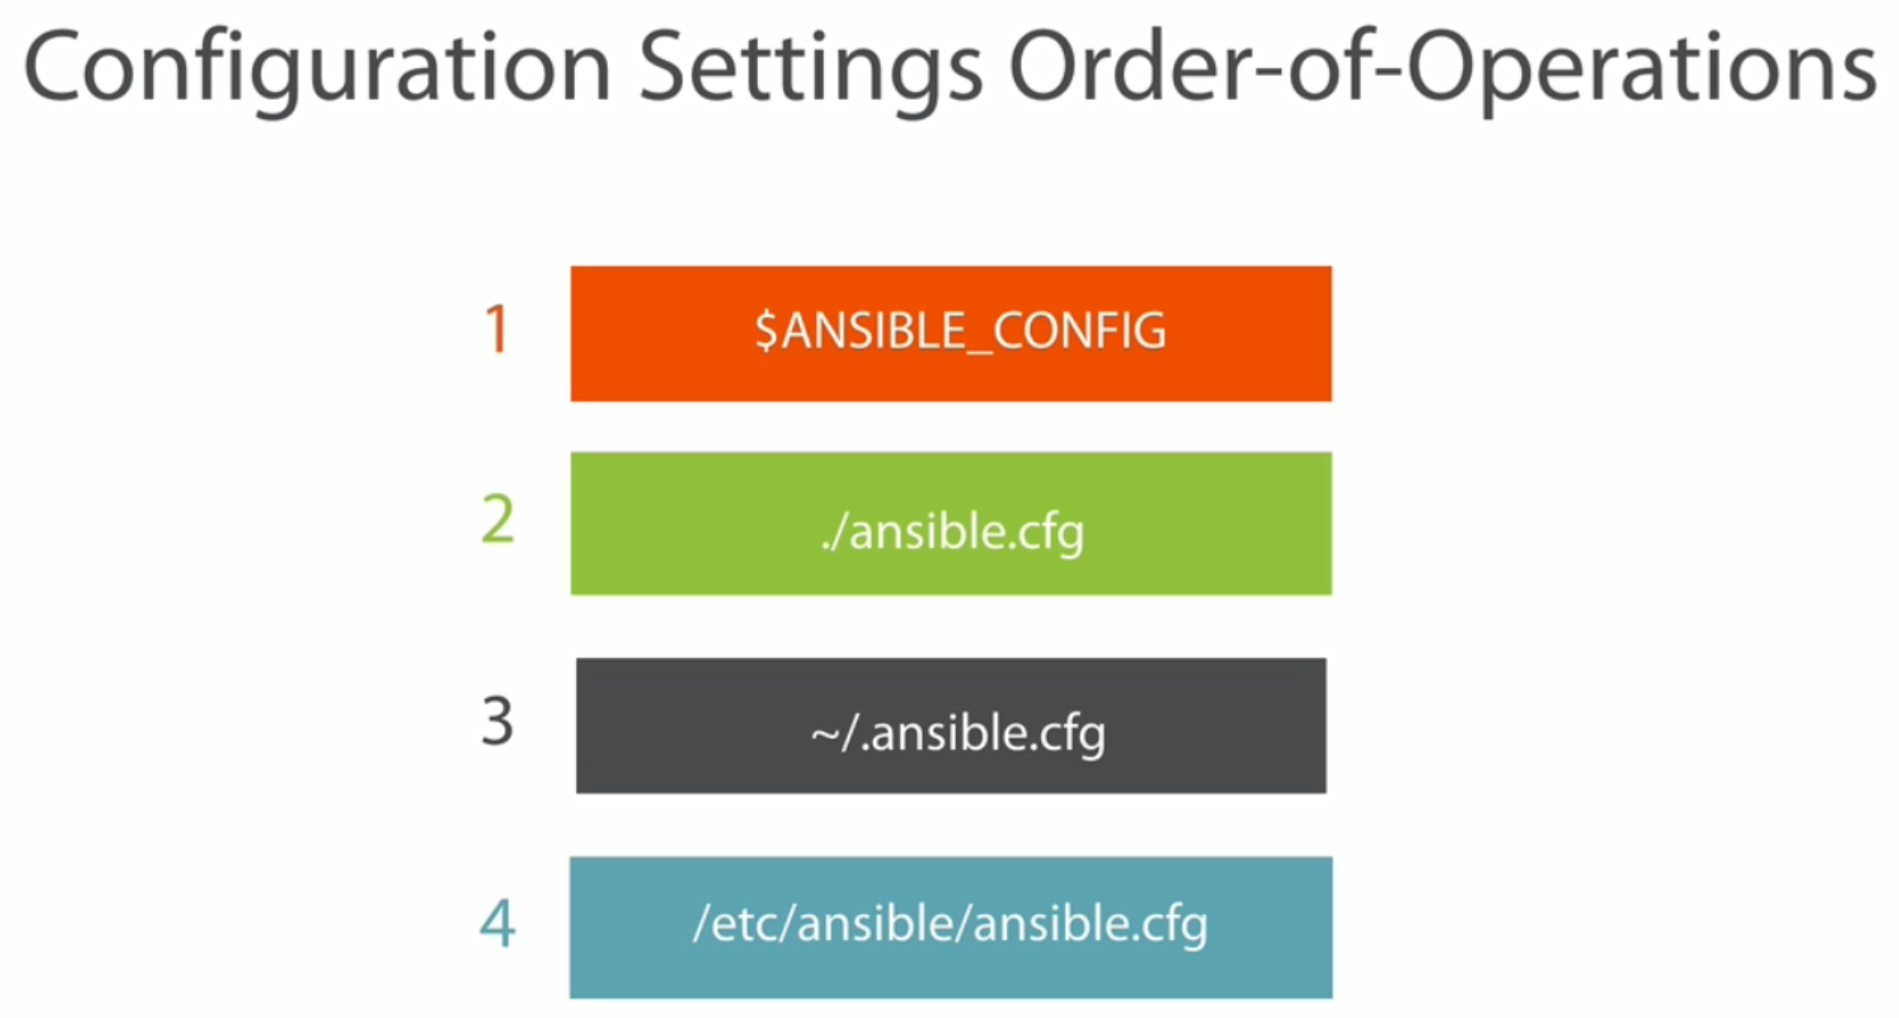 Configuration Settings Order-of-Operations
1 $ANSIBLE_CONFIG
2 ./ansible.cfg
3 ~/.ansible.cfg
4 /etc/ansible/ansible.cfg